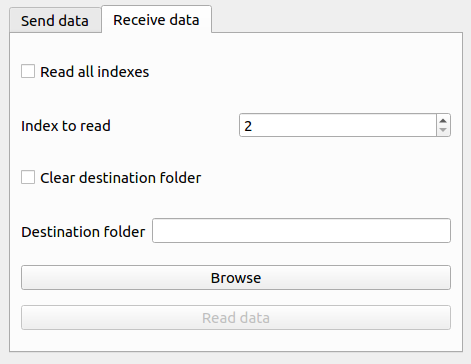 Send data
Receive data
Read all indexes
Index to read
2
Clear destination folder
Destination folder
Browse
Read data